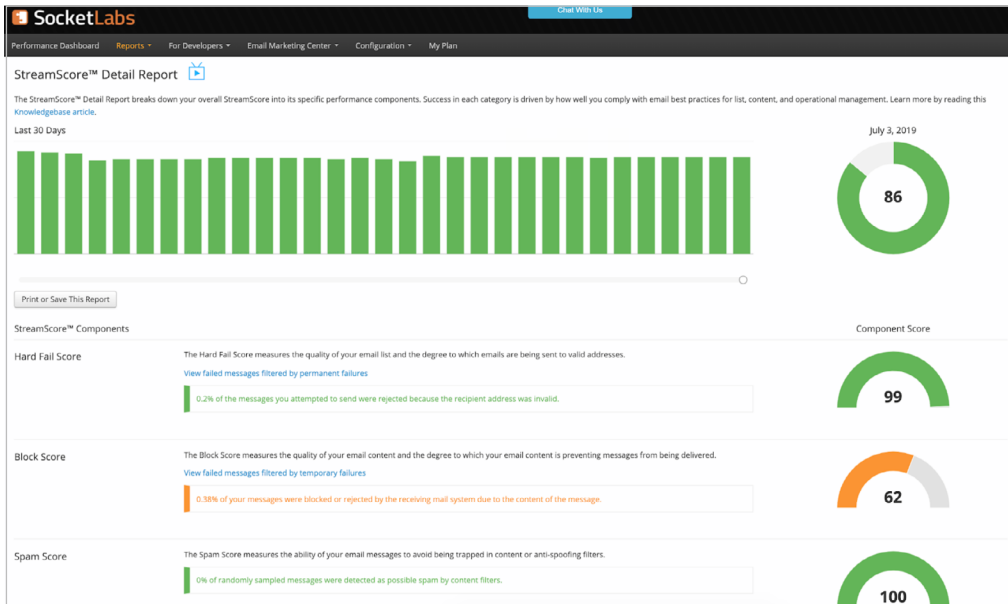 Chat With Us
SocketLabs
Performance Dashboard Reports For Developers Email Marketing Center Configuration My Plan
StreamScore™ Detail Report
The StreamScore™ Detail Report breaks down your overall StreamScore into its specific performance components. Success in each category is driven by how well you comply with email best practices for list, content, and operational management. Learn more by reading this
Knowledgebase article.
Last 30 Days
July 3, 2019
86
Print or Save This Report
StreamScore™ Components
Component Score
Hard Fail Score
The Hard Fail Score measures the quality of your email list and the degree to which emails are being sent to valid addresses.
View failed messages filtered by permanent failures
0.2% of the messages you attempted to send were rejected because the recipient address was invalid.
99
Block Score
The Block Score measures the quality of your email content and the degree to which your email content is preventing messages from being delivered.
View failed messages filtered by temporary failures
0.38% of your messages were blocked or rejected by the receiving mail system due to the content of the message.
62
Spam Score
The Spam Score measures the ability of your email messages to avoid being trapped in content or anti-spoofing filters.
0% of randomly sampled messages were detected as possible spam by content filters.
100